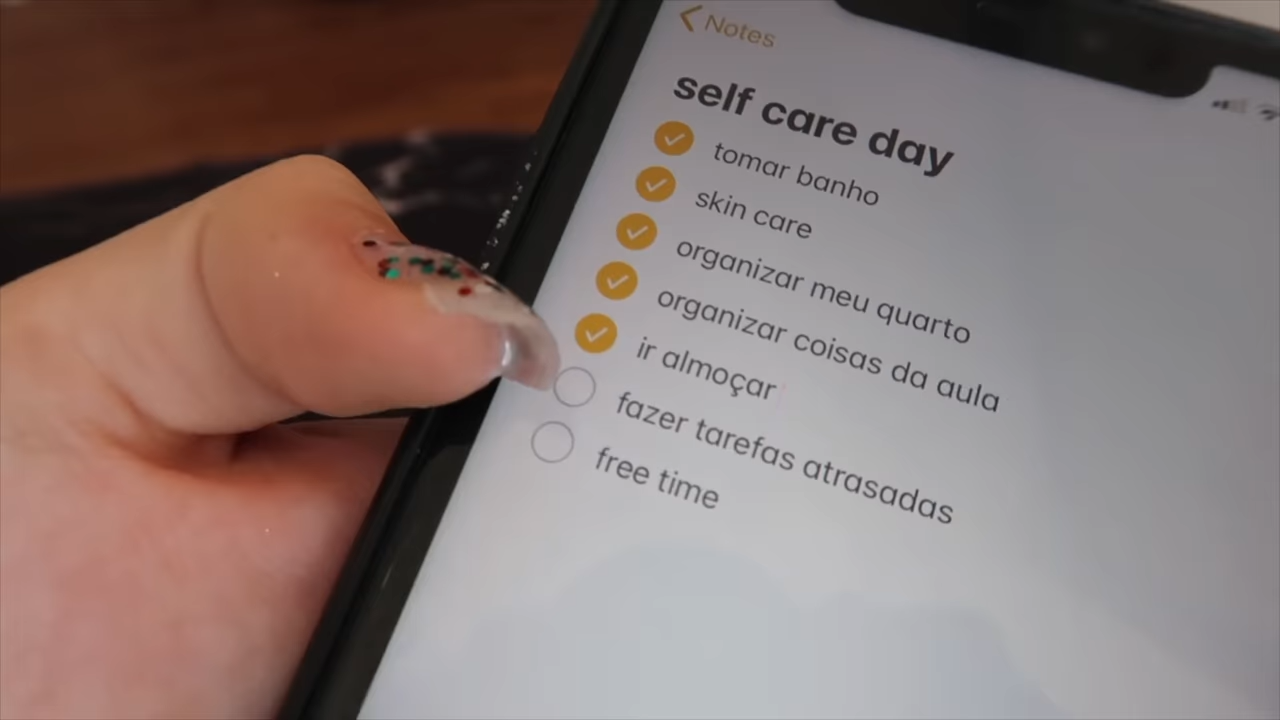 Notes
self care day
tomar banho
skin care
organizar meu quarto
organizar coisas da aula
ir almoçar
fazer tarefas atrasadas
free time